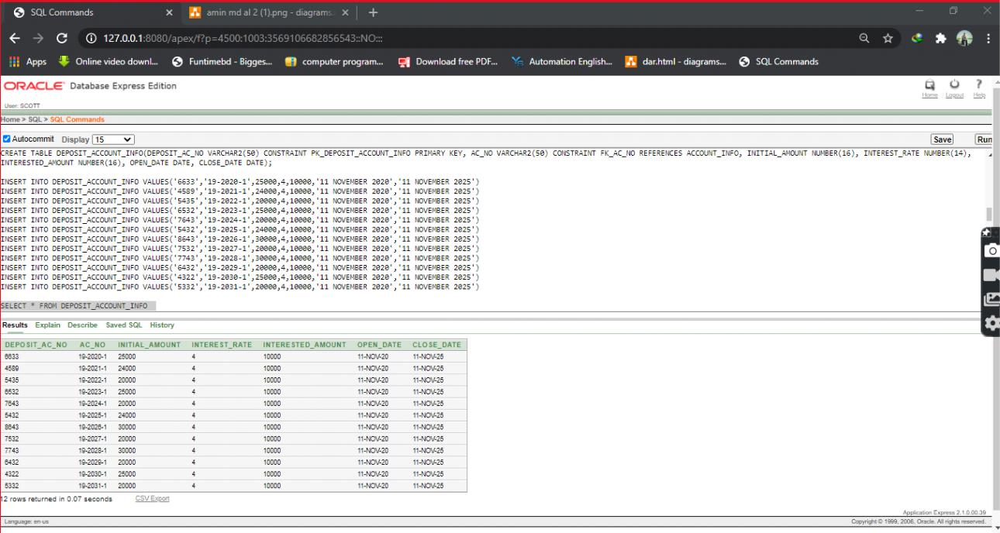 SQL Commands
amin md al 2 (1).png - diagrams.
127.0.0.1:8080/apex/f?p=4500:1003:3569106682856543::NO:::
Apps Online video downl... Funtimebd - Bigges... computer program... Download free PDF... Automation English... dar.html - diagrams... SQL Commands
ORACLE Database Express Edition
Home Logout Help
User: SCOTT
Home > SQL > SQL Commands
Autocommit Display 15 Save Run
CREATE TABLE DEPOSIT_ACCOUNT_INFO(DEPOSIT_AC_NO VARCHAR2(50) CONSTRAINT PK_DEPOSIT_ACCOUNT_INFO PRIMARY KEY, AC_NO VARCHAR2(50) CONSTRAINT FK_AC_NO REFERENCES ACCOUNT_INFO, INITIAL_AMOUNT NUMBER(16), INTEREST_RATE NUMBER(14),
INTERESTED_AMOUNT NUMBER(16), OPEN_DATE DATE, CLOSE_DATE DATE);
INSERT INTO DEPOSIT_ACCOUNT_INFO VALUES('6633','19-2020-1',25000,4,10000,'11 NOVEMBER 2020','11 NOVEMBER 2025')
INSERT INTO DEPOSIT_ACCOUNT_INFO VALUES('4589','19-2021-1',24000,4,10000,'11 NOVEMBER 2020','11 NOVEMBER 2025')
INSERT INTO DEPOSIT_ACCOUNT_INFO VALUES('5435','19-2022-1',20000,4,10000,'11 NOVEMBER 2020','11 NOVEMBER 2025')
INSERT INTO DEPOSIT_ACCOUNT_INFO VALUES('6532','19-2023-1',25000,4,10000,'11 NOVEMBER 2020','11 NOVEMBER 2025')
INSERT INTO DEPOSIT_ACCOUNT_INFO VALUES('7643','19-2024-1',20000,4,10000,'11 NOVEMBER 2020','11 NOVEMBER 2025')
INSERT INTO DEPOSIT_ACCOUNT_INFO VALUES('5432','19-2025-1',24000,4,10000,'11 NOVEMBER 2020','11 NOVEMBER 2025')
INSERT INTO DEPOSIT_ACCOUNT_INFO VALUES('8643','19-2026-1',30000,4,10000,'11 NOVEMBER 2020','11 NOVEMBER 2025')
INSERT INTO DEPOSIT_ACCOUNT_INFO VALUES('7532','19-2027-1',20000,4,10000,'11 NOVEMBER 2020','11 NOVEMBER 2025')
INSERT INTO DEPOSIT_ACCOUNT_INFO VALUES('7743','19-2028-1',30000,4,10000,'11 NOVEMBER 2020','11 NOVEMBER 2025')
INSERT INTO DEPOSIT_ACCOUNT_INFO VALUES('6432','19-2029-1',20000,4,10000,'11 NOVEMBER 2020','11 NOVEMBER 2025')
INSERT INTO DEPOSIT_ACCOUNT_INFO VALUES('4322','19-2030-1',25000,4,10000,'11 NOVEMBER 2020','11 NOVEMBER 2025')
INSERT INTO DEPOSIT_ACCOUNT_INFO VALUES('5332','19-2031-1',20000,4,10000,'11 NOVEMBER 2020','11 NOVEMBER 2025')
SELECT * FROM DEPOSIT_ACCOUNT_INFO
Results Explain Describe Saved SQL History
DEPOSIT_AC_NO AC_NO INITIAL_AMOUNT INTEREST_RATE INTERESTED_AMOUNT OPEN_DATE CLOSE_DATE
6633 19-2020-1 25000 4 10000 11-NOV-20 11-NOV-25
4589 19-2021-1 24000 4 10000 11-NOV-20 11-NOV-25
5435 19-2022-1 20000 4 10000 11-NOV-20 11-NOV-25
6532 19-2023-1 25000 4 10000 11-NOV-20 11-NOV-25
7643 19-2024-1 20000 4 10000 11-NOV-20 11-NOV-25
5432 19-2025-1 24000 4 10000 11-NOV-20 11-NOV-25
8643 19-2026-1 30000 4 10000 11-NOV-20 11-NOV-25
7532 19-2027-1 20000 4 10000 11-NOV-20 11-NOV-25
7743 19-2028-1 30000 4 10000 11-NOV-20 11-NOV-25
6432 19-2029-1 20000 4 10000 11-NOV-20 11-NOV-25
4322 19-2030-1 25000 4 10000 11-NOV-20 11-NOV-25
5332 19-2031-1 20000 4 10000 11-NOV-20 11-NOV-25
12 rows returned in 0.07 seconds CSV Export
Application Express 2.1.0.00.39
Language: en-us Copyright © 1999, 2006, Oracle. All rights reserved.